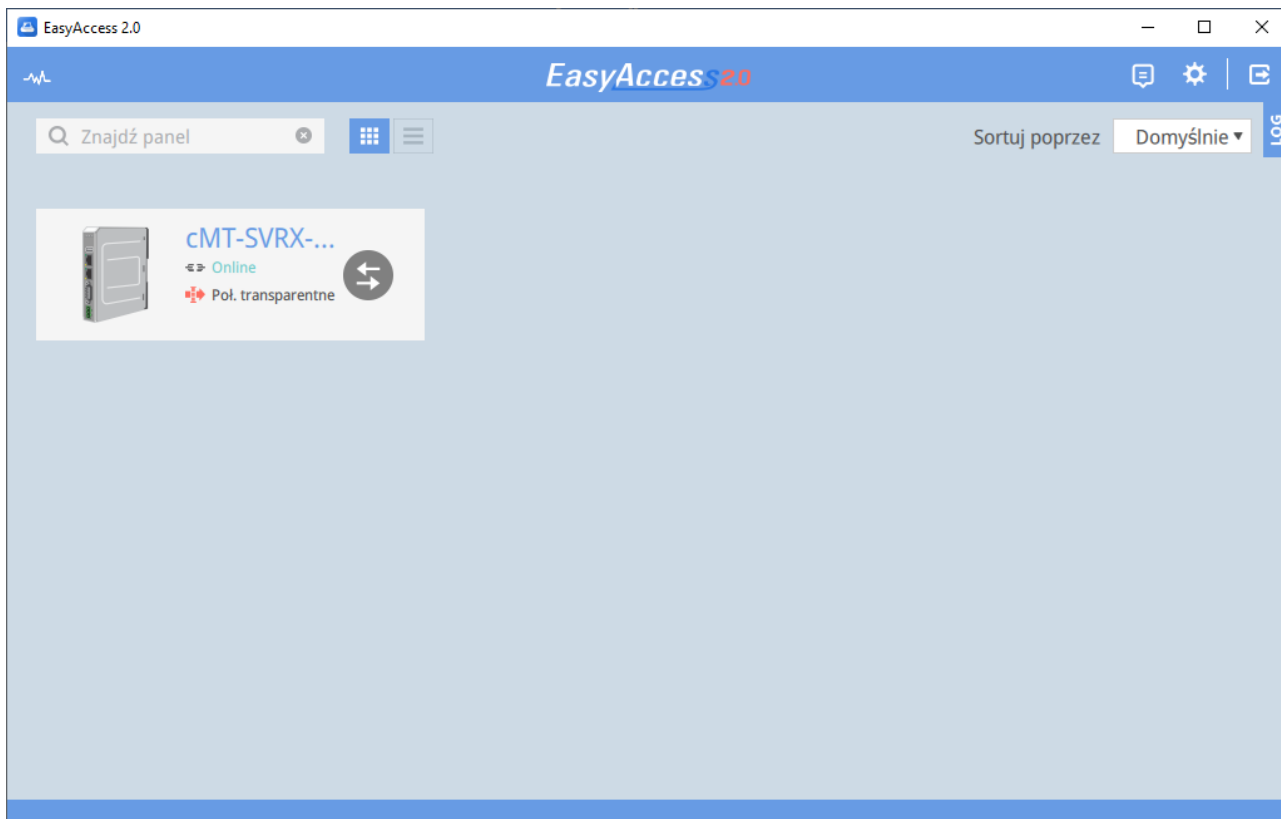 EasyAccess 2.0
EasyAccess2.0
Znajdź panel
Sortuj poprzez
Domyślnie
LOG
cMT-SVRX-...
Online
Poł. transparentne